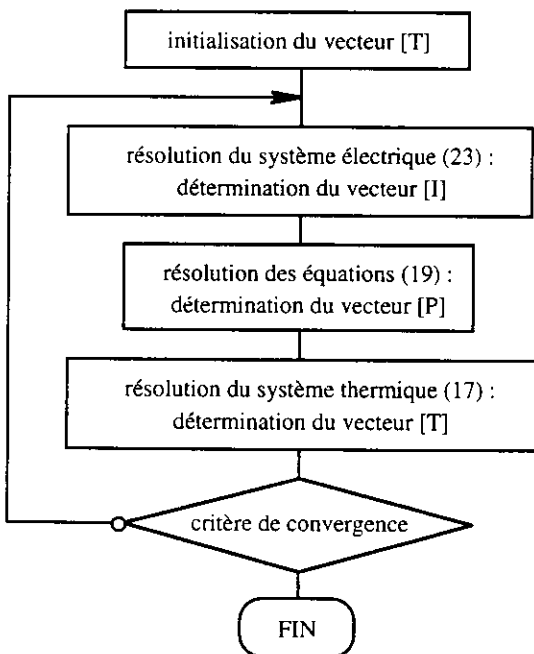 initialisation du vecteur [T]
résolution du système électrique (23) :
détermination du vecteur [I]
résolution des équations (19) :
détermination du vecteur [P]
résolution du système thermique (17) :
détermination du vecteur [T]
critère de convergence
FIN